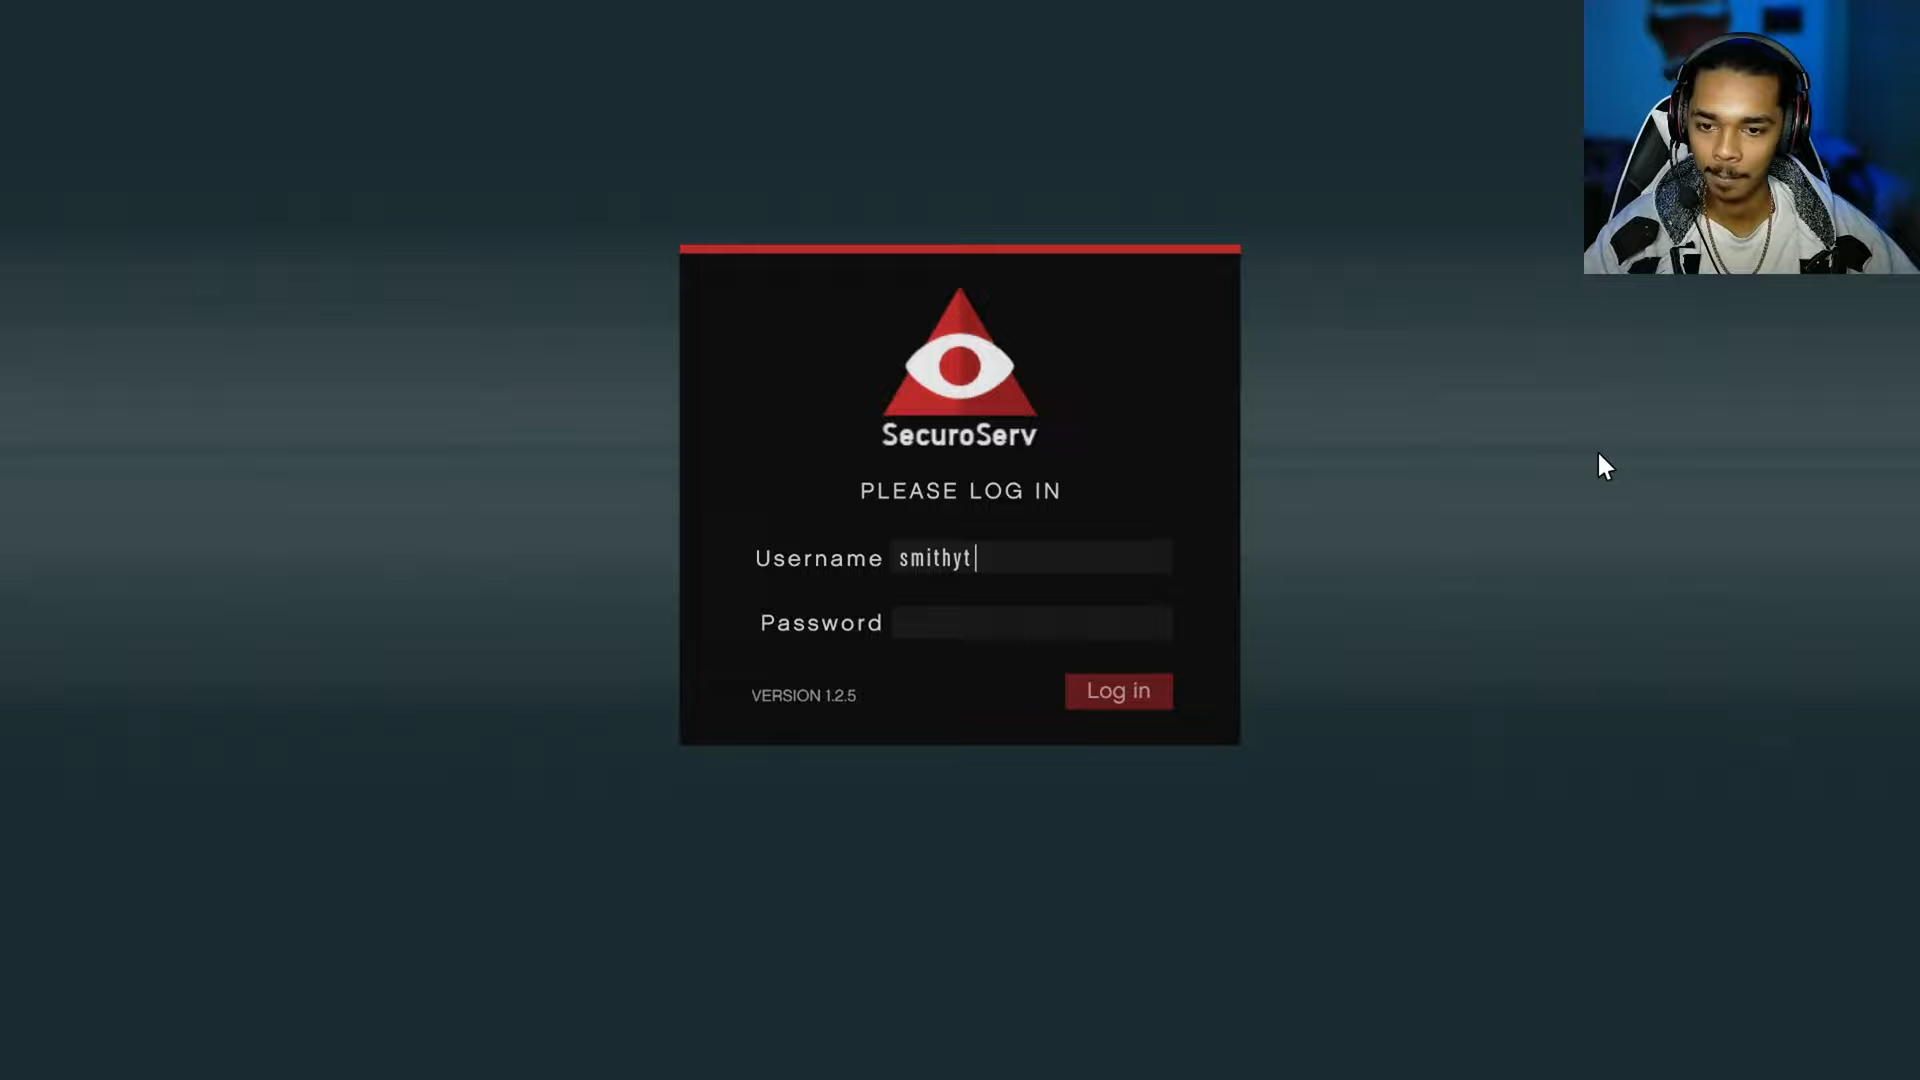 SecuroServ
PLEASE LOG IN
Username smithyt
Password
VERSION 1.2.5
Log in